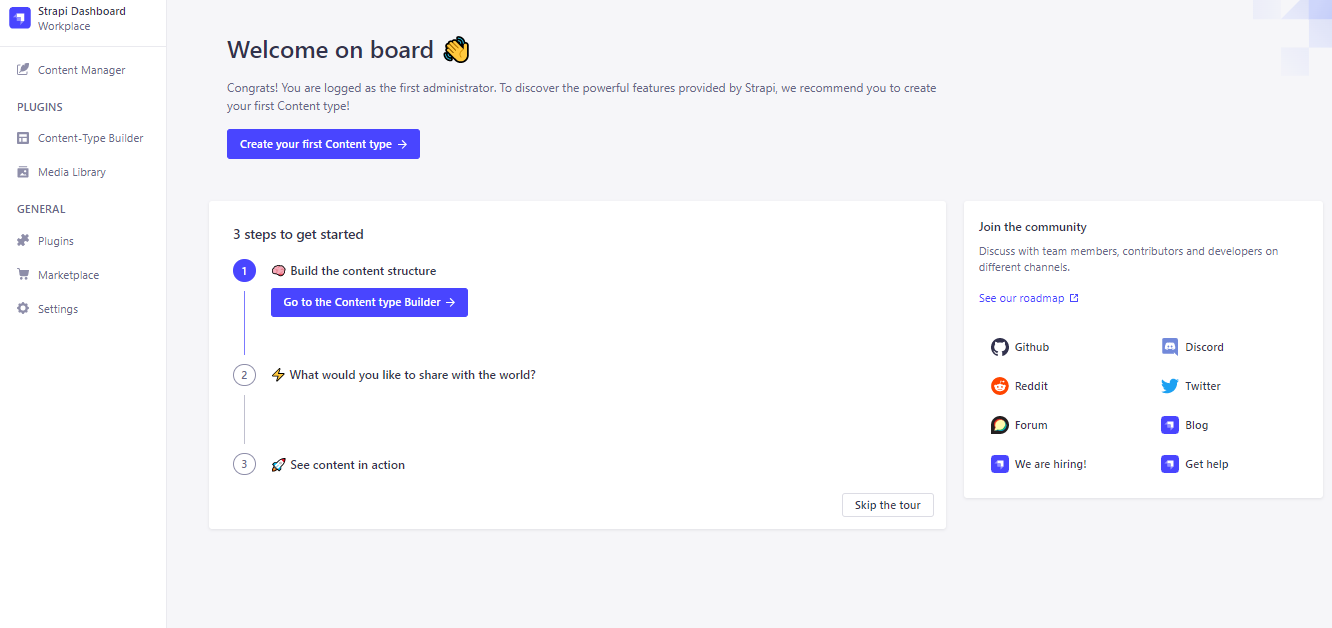 Strapi Dashboard
Workplace
Content Manager
PLUGINS
Content-Type Builder
Media Library
GENERAL
Plugins
Marketplace
Settings
Welcome on board 👋
Congrats! You are logged as the first administrator. To discover the powerful features provided by Strapi, we recommend you to create
your first Content type!
Create your first Content type →
3 steps to get started
1 🧠 Build the content structure
Go to the Content type Builder →
2 ⚡ What would you like to share with the world?
3 🚀 See content in action
Skip the tour
Join the community
Discuss with team members, contributors and developers on
different channels.
See our roadmap
Github
Discord
Reddit
Twitter
Forum
Blog
We are hiring!
Get help